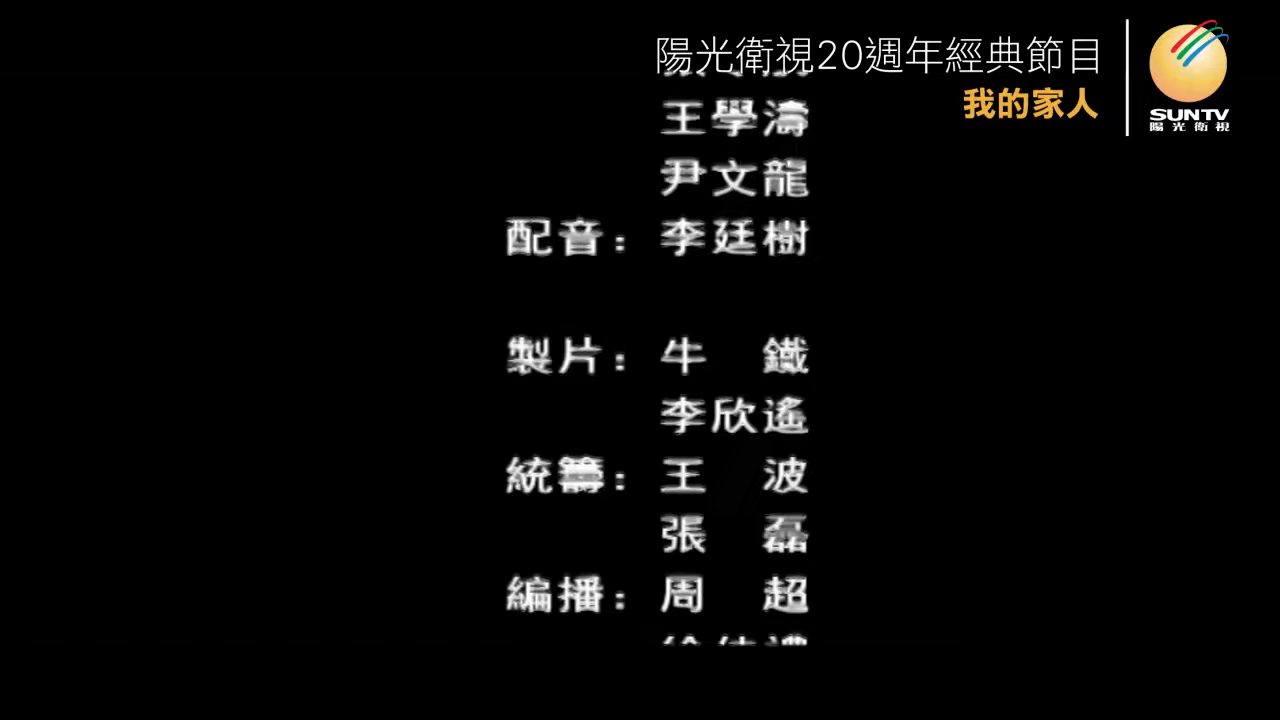 陽光衛視20週年經典節目
我的家人
SUNTV
陽光衛視
王學濤
尹文龍
配音：李廷樹
製片：牛 鐵
李欣遙
統籌：王 波
張 磊
編播：周 超